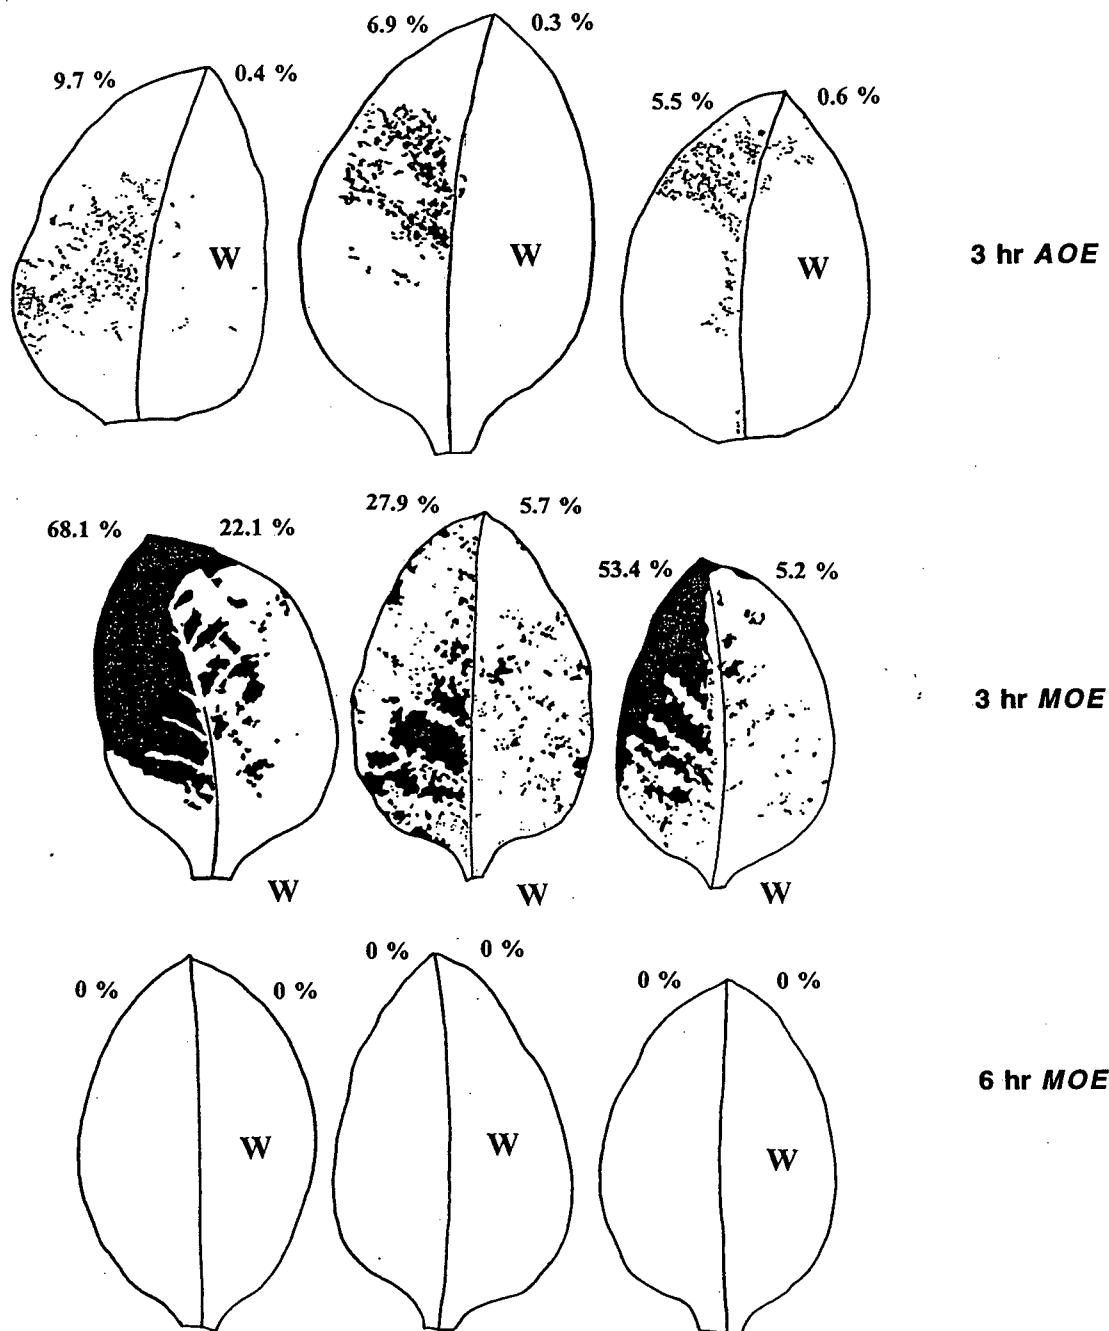 6.9 % 0.3 %
9.7 % 0.4 %
5.5 % 0.6 %
W W W
3 hr AOE
27.9 % 5.7 %
68.1 % 22.1 %
53.4 % 5.2 %
3 hr MOE
W W W
0 % 0 %
0 % 0 %
0 % 0 %
6 hr MOE
W W W